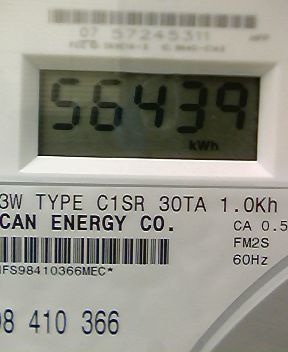 07 57245311
56439
kWh
3W TYPE C1SR 30TA 1.0Kh
CAN ENERGY CO.
CA 0.5
FM2S
IFS98410366MEC*
60Hz
98 410 366